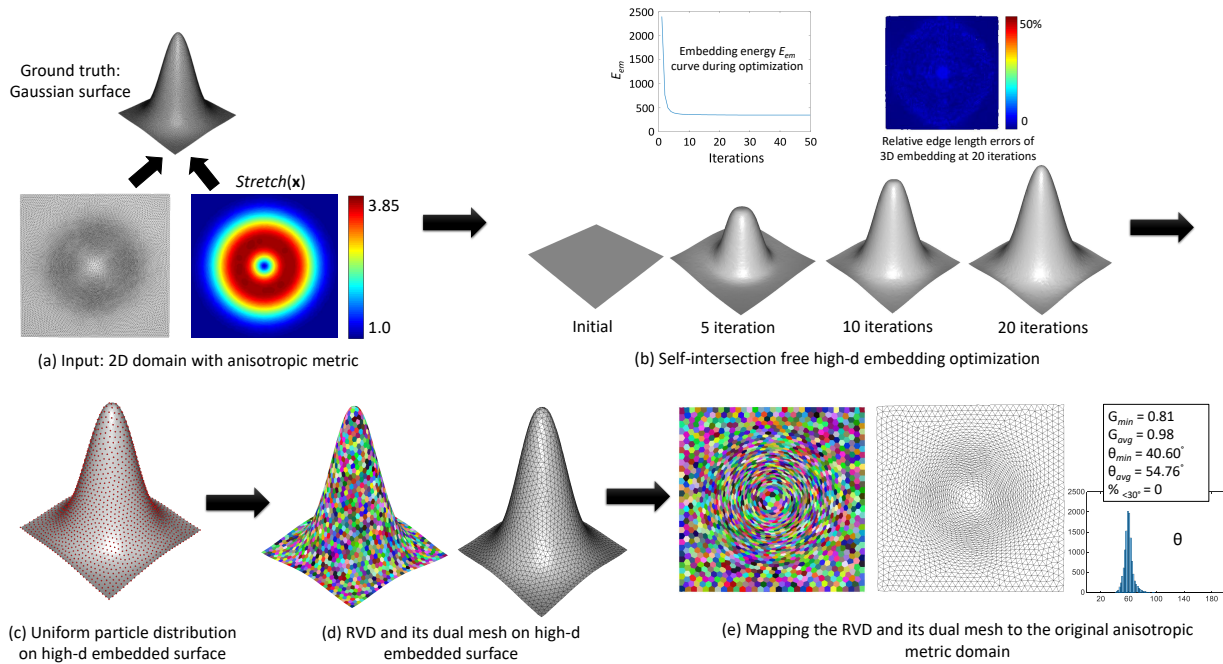 Ground truth:
Gaussian surface
Stretch(x)
3.85
1.0
(a) Input: 2D domain with anisotropic metric
2500
2000
1500
1000
500
0
E_em
Embedding energy E_em
curve during optimization
0 10 20 30 40 50
Iterations
50%
0
Relative edge length errors of
3D embedding at 20 iterations
Initial
5 iteration
10 iterations
20 iterations
(b) Self-intersection free high-d embedding optimization
(c) Uniform particle distribution
on high-d embedded surface
(d) RVD and its dual mesh on high-d
embedded surface
G_min = 0.81
G_avg = 0.98
θ_min = 40.60°
θ_avg = 54.76°
%_<30° = 0
2500
2000
1500
1000
500
0
θ
20 60 100 140 180
(e) Mapping the RVD and its dual mesh to the original anisotropic
metric domain